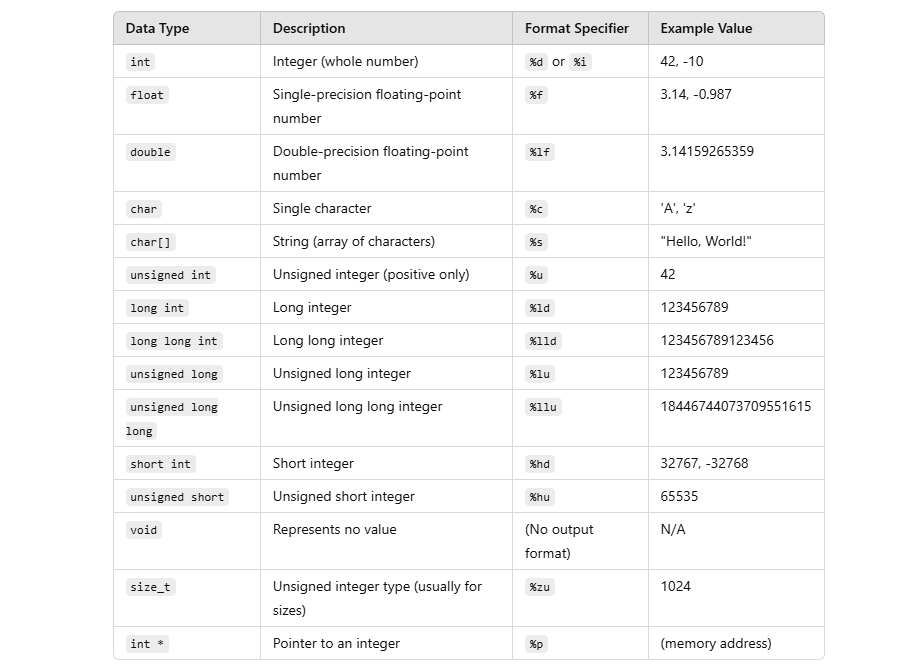 Data Type Description Format Specifier Example Value
int Integer (whole number) %d or %i 42, -10
float Single-precision floating-point %f 3.14, -0.987
number
double Double-precision floating-point %lf 3.14159265359
number
char Single character %c 'A', 'z'
char[] String (array of characters) %s "Hello, World!"
unsigned int Unsigned integer (positive only) %u 42
long int Long integer %ld 123456789
long long int Long long integer %lld 123456789123456
unsigned long Unsigned long integer %lu 123456789
unsigned long Unsigned long long integer %llu 18446744073709551615
long
short int Short integer %hd 32767, -32768
unsigned short Unsigned short integer %hu 65535
void Represents no value (No output N/A
format)
size_t Unsigned integer type (usually for %zu 1024
sizes)
int * Pointer to an integer %p (memory address)